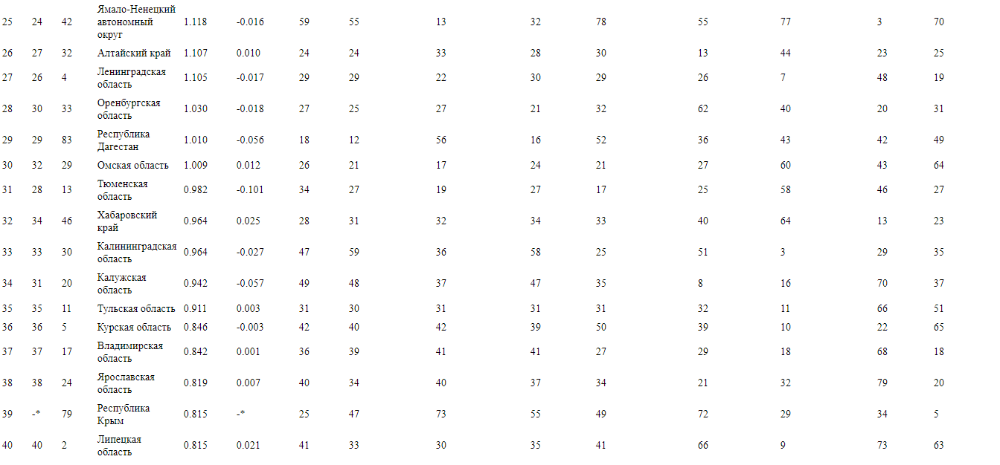 25 24 42 Ямало-Ненецкий автономный округ 1.118 -0.016 59 55 13 32 78 55 77 3 70
26 27 32 Алтайский край 1.107 0.010 24 24 33 28 30 13 44 23 25
27 26 4 Ленинградская область 1.105 -0.017 29 29 22 30 29 26 7 48 19
28 30 33 Оренбургская область 1.030 -0.018 27 25 27 21 32 62 40 20 31
29 29 83 Республика Дагестан 1.010 -0.056 18 12 56 16 52 36 43 42 49
30 32 29 Омская область 1.009 0.012 26 21 17 24 21 27 60 43 64
31 28 13 Тюменская область 0.982 -0.101 34 27 19 27 17 25 58 46 27
32 34 46 Хабаровский край 0.964 0.025 28 31 32 34 33 40 64 13 23
33 33 30 Калининградская область 0.964 -0.027 47 59 36 58 25 51 3 29 35
34 31 20 Калужская область 0.942 -0.057 49 48 37 47 35 8 16 70 37
35 35 11 Тульская область 0.911 0.003 31 30 31 31 31 32 11 66 51
36 36 5 Курская область 0.846 -0.003 42 40 42 39 50 39 10 22 65
37 37 17 Владимирская область 0.842 0.001 36 39 41 41 27 29 18 68 18
38 38 24 Ярославская область 0.819 0.007 40 34 40 37 34 21 32 79 20
39 -* 79 Республика Крым 0.815 -* 25 47 73 55 49 72 29 34 5
40 40 2 Липецкая область 0.815 0.021 41 33 30 35 41 66 9 73 63